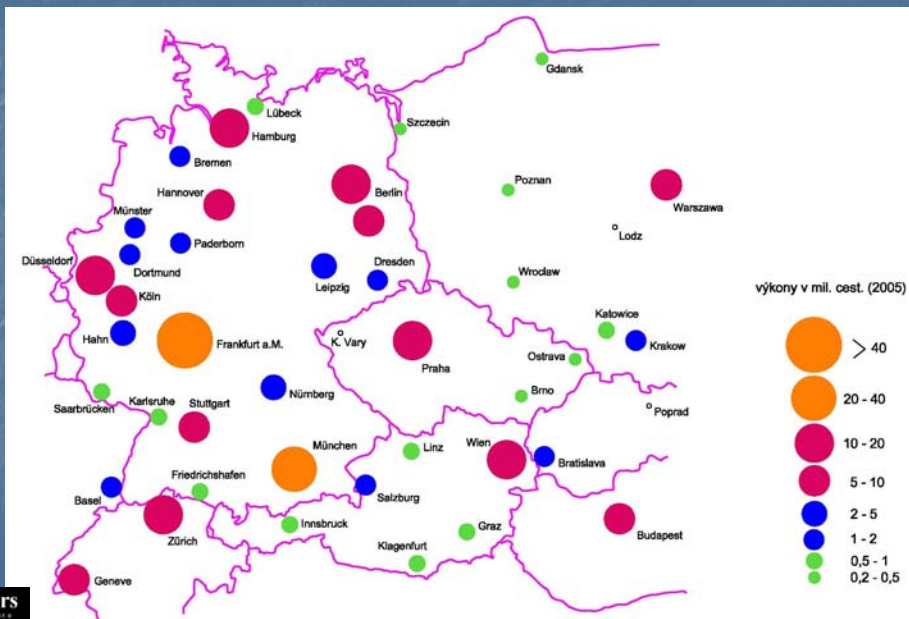 Gdansk
Lübeck
Szczecin
Hamburg
Bremen
Hannover
Berlin
Poznan
Warszawa
Münster
Lodz
Paderborn
Düsseldorf
Dortmund
Dresden
Leipzig
Wrocław
výkony v mil. cest. (2005)
Köln
Katowice
Hahn
Frankfurt a.M.
K. Vary
Krakow
> 40
Praha
Ostrava
Nürnberg
Brno
20 - 40
Saarbrücken
Karlsruhe
Stuttgart
Poprad
München
Linz
Wien
10 - 20
Bratislava
Friedrichshafen
5 - 10
Basel
Salzburg
2 - 5
Innsbruck
Graz
Budapest
Zürich
1 - 2
Klagenfurt
0,5 - 1
Geneve
0,2 - 0,5
rs